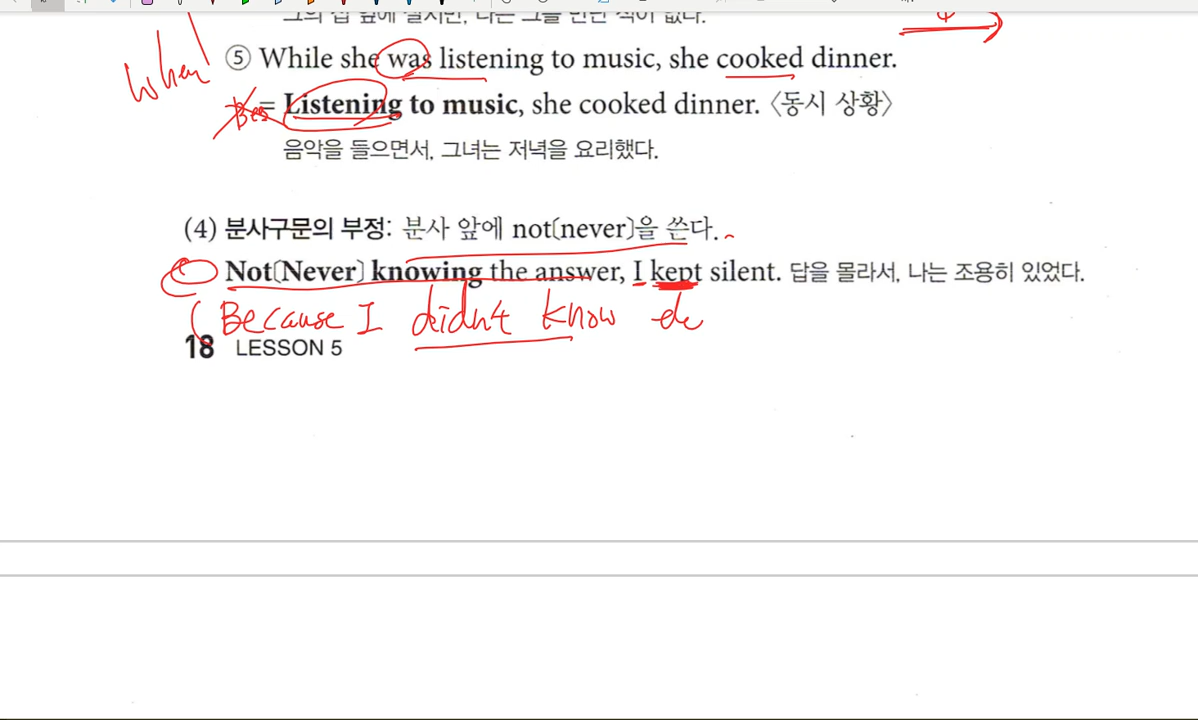 When
⑤ While she was listening to music, she cooked dinner.
= Listening to music, she cooked dinner. 〈동시 상황〉
음악을 들으면서, 그녀는 저녁을 요리했다.
(4) 분사구문의 부정: 분사 앞에 not(never)을 쓴다.
Not(Never) knowing the answer, I kept silent. 답을 몰라서, 나는 조용히 있었다.
(Because I didn't know
18 LESSON 5